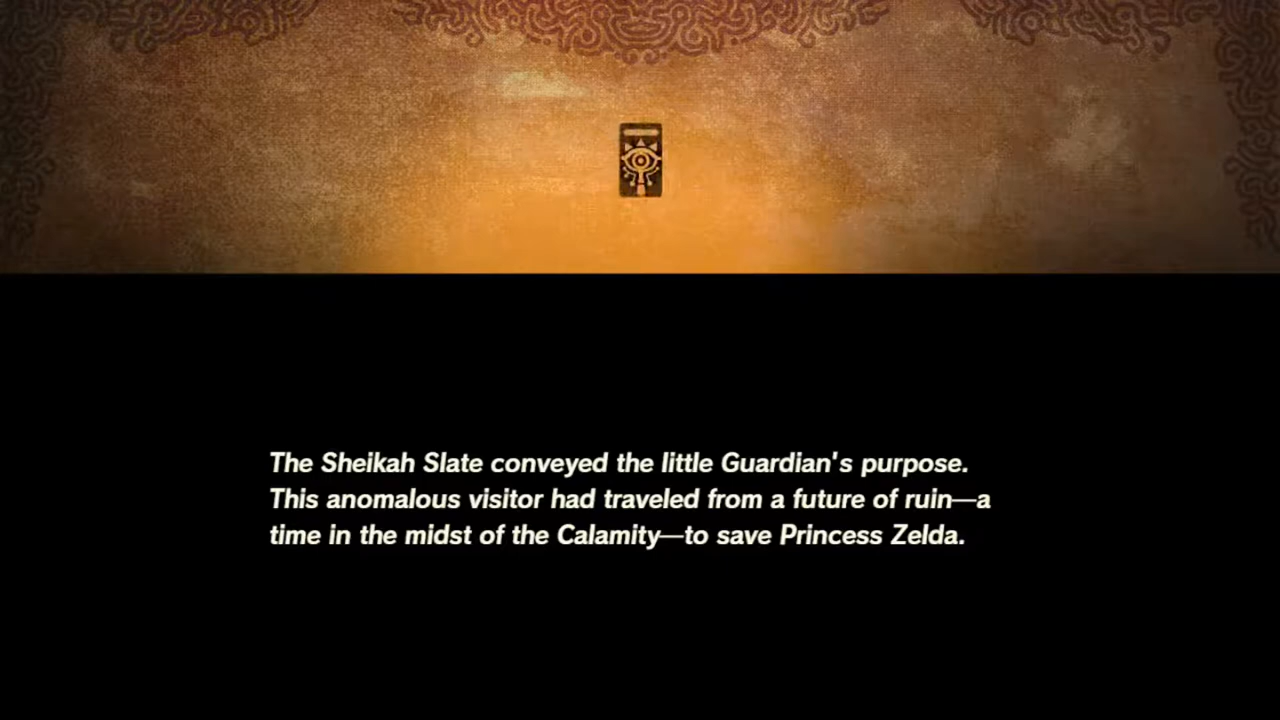 The Sheikah Slate conveyed the little Guardian's purpose.
This anomalous visitor had traveled from a future of ruin—a
time in the midst of the Calamity—to save Princess Zelda.